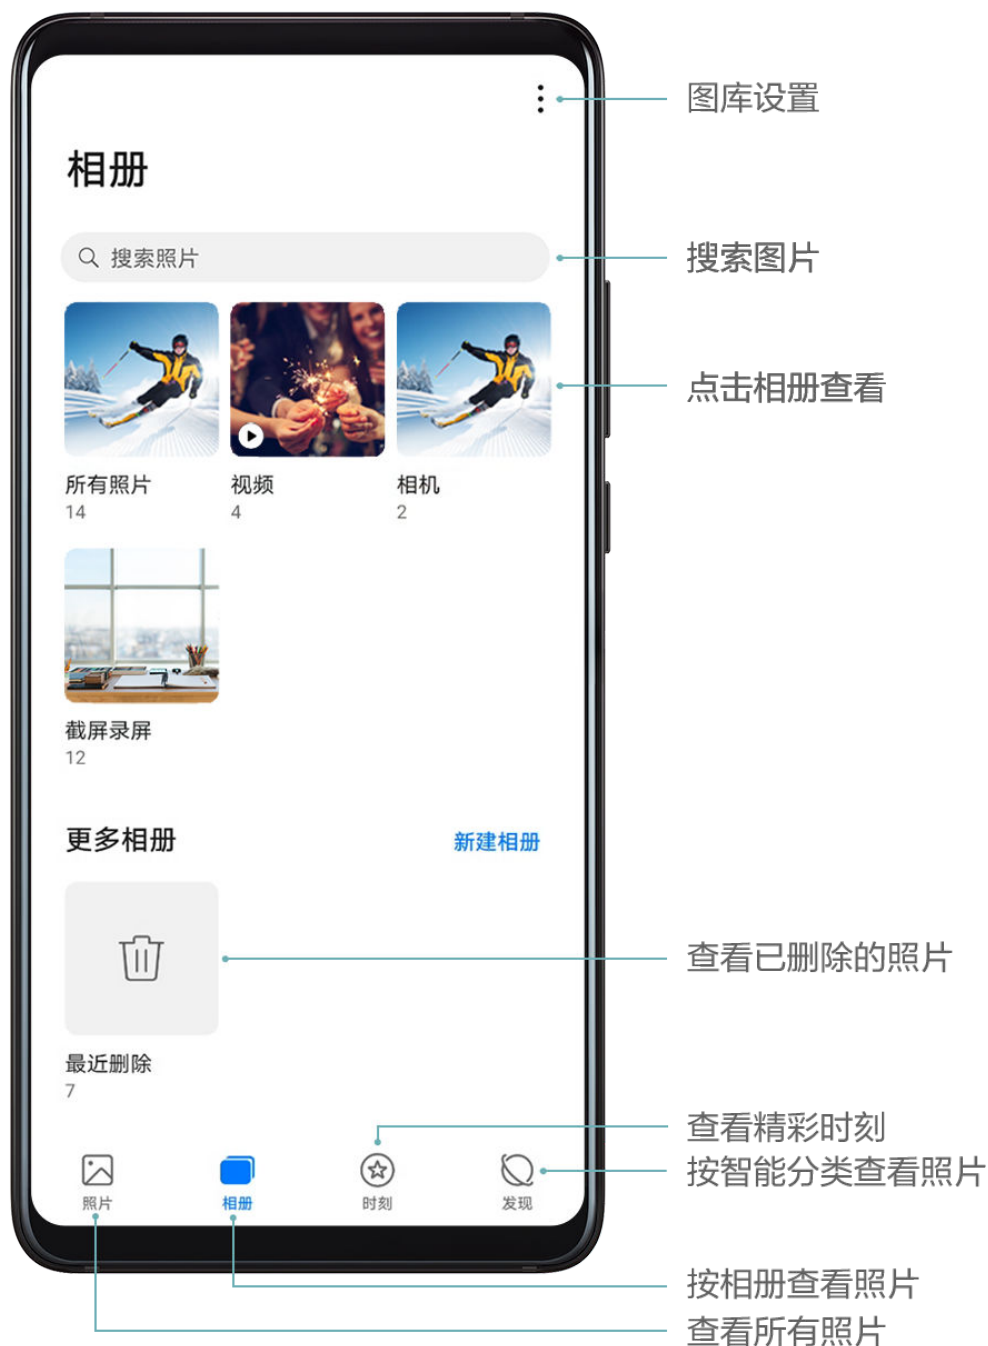 图库设置
相册
搜索照片
搜索图片
点击相册查看
所有照片
14
视频
4
相机
2
截屏录屏
12
更多相册
新建相册
查看已删除的照片
最近删除
7
查看精彩时刻
按智能分类查看照片
照片
相册
时刻
发现
按相册查看照片
查看所有照片